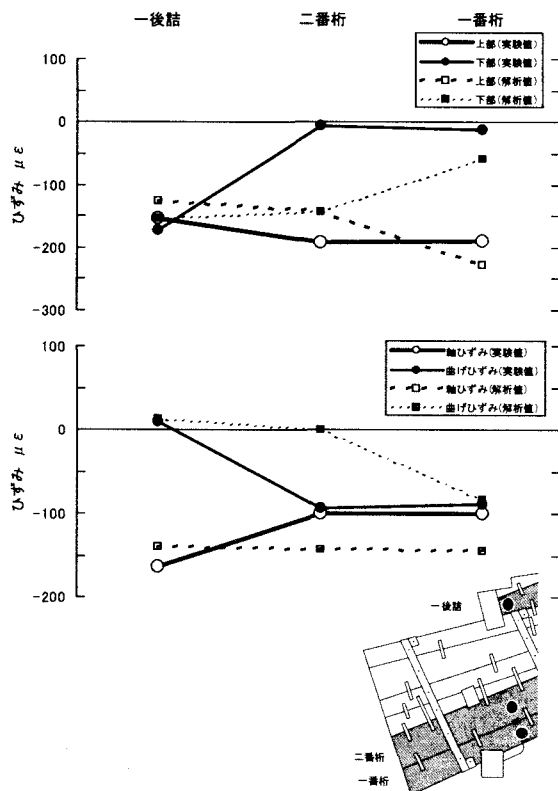 一後詰 二番桁 一番桁
上部(実験値)
下部(実験値)
上部(解析値)
下部(解析値)
100
0
-100
-200
-300
ひずみ με
軸ひずみ(実験値)
曲げひずみ(実験値)
軸ひずみ(解析値)
曲げひずみ(解析値)
100
0
-100
-200
ひずみ με
一後詰
二番桁
一番桁